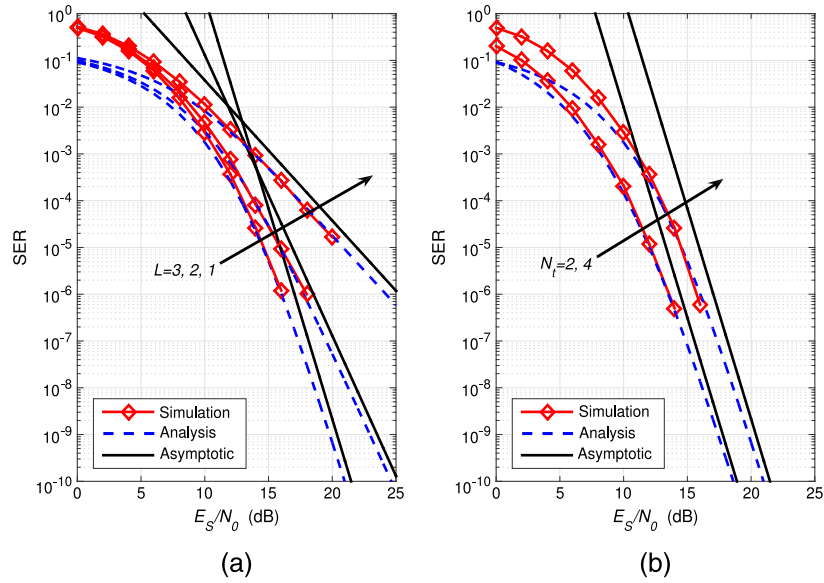 10^0
10^-1
10^-2
10^-3
10^-4
10^-5
10^-6
10^-7
10^-8
10^-9
10^-10
SER
L=3, 2, 1
Simulation
Analysis
Asymptotic
0 5 10 15 20 25
E_S/N_0 (dB)
(a)
10^0
10^-1
10^-2
10^-3
10^-4
10^-5
10^-6
10^-7
10^-8
10^-9
10^-10
SER
N_t=2, 4
Simulation
Analysis
Asymptotic
0 5 10 15 20 25
E_S/N_0 (dB)
(b)